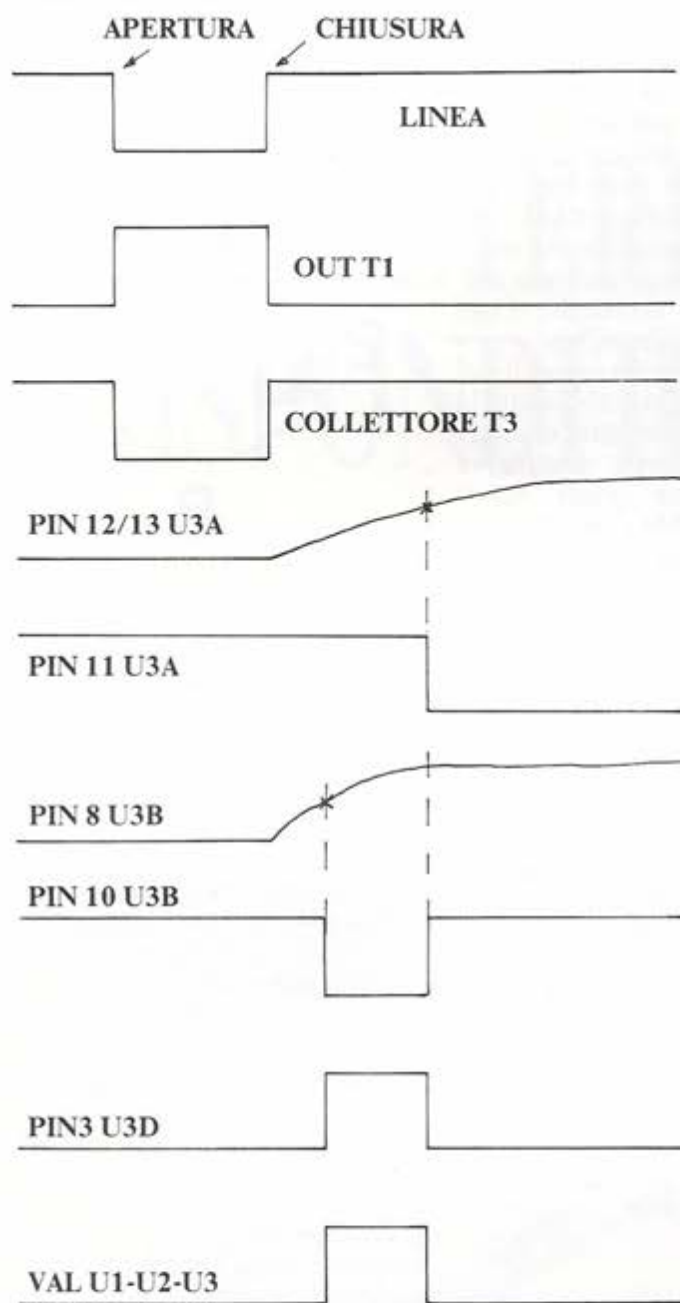 APERTURA CHIUSURA
LINEA
OUT T1
COLLETTORE T3
PIN 12/13 U3A
PIN 11 U3A
PIN 8 U3B
PIN 10 U3B
PIN3 U3D
VAL U1-U2-U3